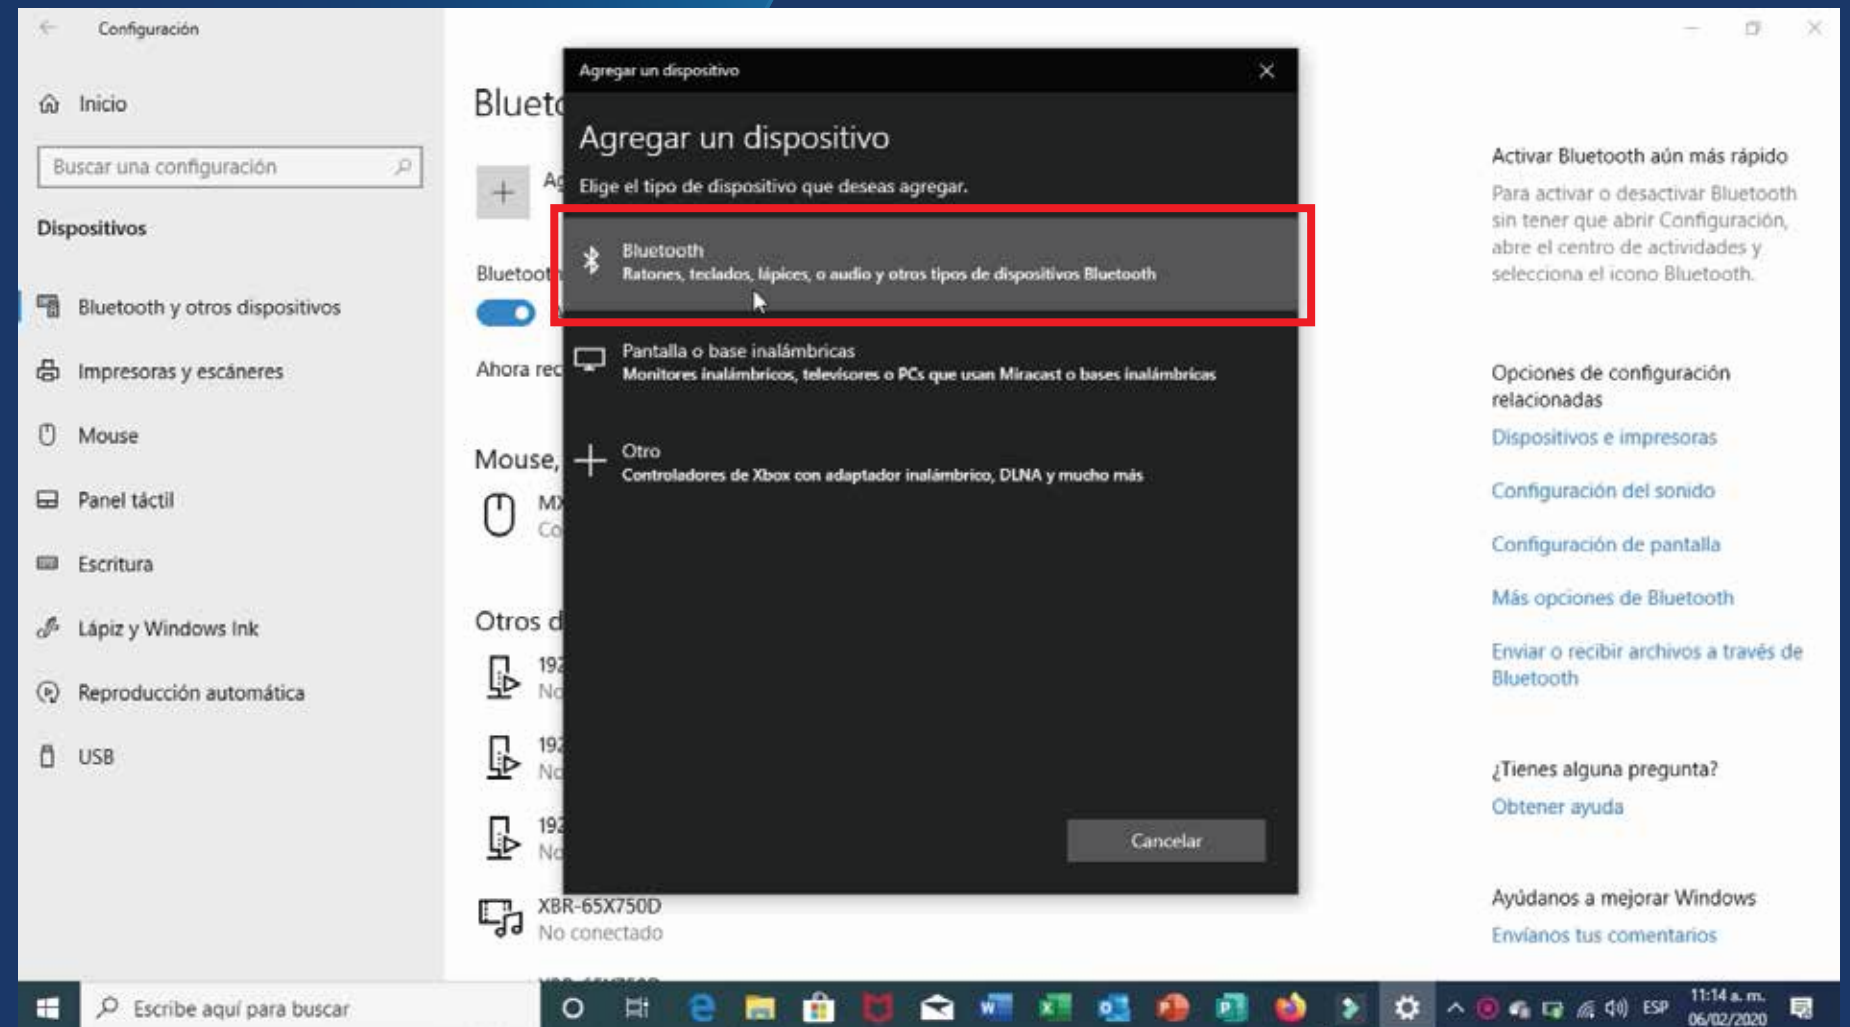 Configuración
Inicio
Buscar una configuración
Dispositivos
Bluetooth y otros dispositivos
Impresoras y escáneres
Mouse
Panel táctil
Escritura
Lápiz y Windows Ink
Reproducción automática
USB
Bluetooth
Ahora
Mouse,
Otros
XBR-65X750D
No conectado
Agregar un dispositivo
Agregar un dispositivo
Elige el tipo de dispositivo que deseas agregar.
Bluetooth
Ratones, teclados, lápices, o audio y otros tipos de dispositivos Bluetooth
Pantalla o base inalámbricas
Monitores inalámbricos, televisores o PCs que usan Miracast o bases inalámbricas
Otro
Controladores de Xbox con adaptador inalámbrico, DLNA y mucho más
Cancelar
Activar Bluetooth aún más rápido
Para activar o desactivar Bluetooth
sin tener que abrir Configuración,
abre el centro de actividades y
selecciona el icono Bluetooth.
Opciones de configuración
relacionadas
Dispositivos e impresoras
Configuración del sonido
Configuración de pantalla
Más opciones de Bluetooth
Enviar o recibir archivos a través de
Bluetooth
¿Tienes alguna pregunta?
Obtener ayuda
Ayúdanos a mejorar Windows
Envíanos tus comentarios
Escribe aquí para buscar
ESP
11:14 a. m.
06/02/2020